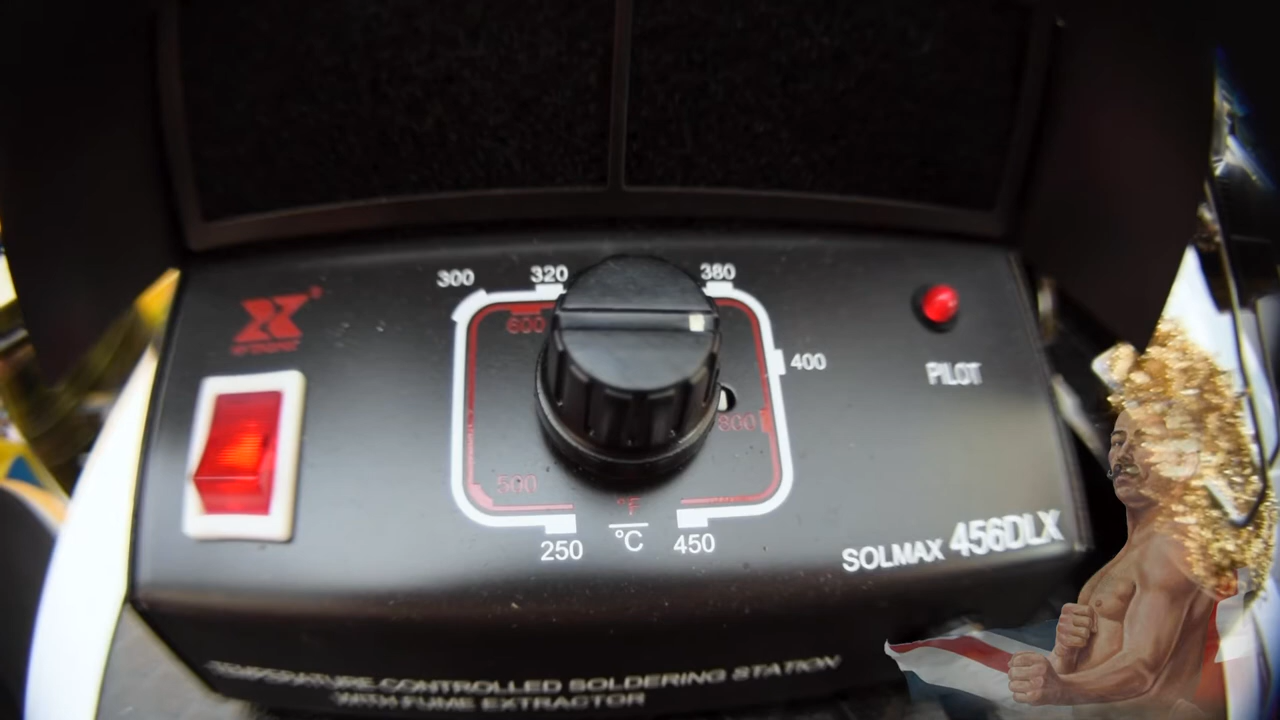 300 320 380
600
400
PILOT
800
500
°F
°C
250 450
SOLMAX 456DLX
TEMPERATURE CONTROLLED SOLDERING STATION
WITH FUME EXTRACTOR